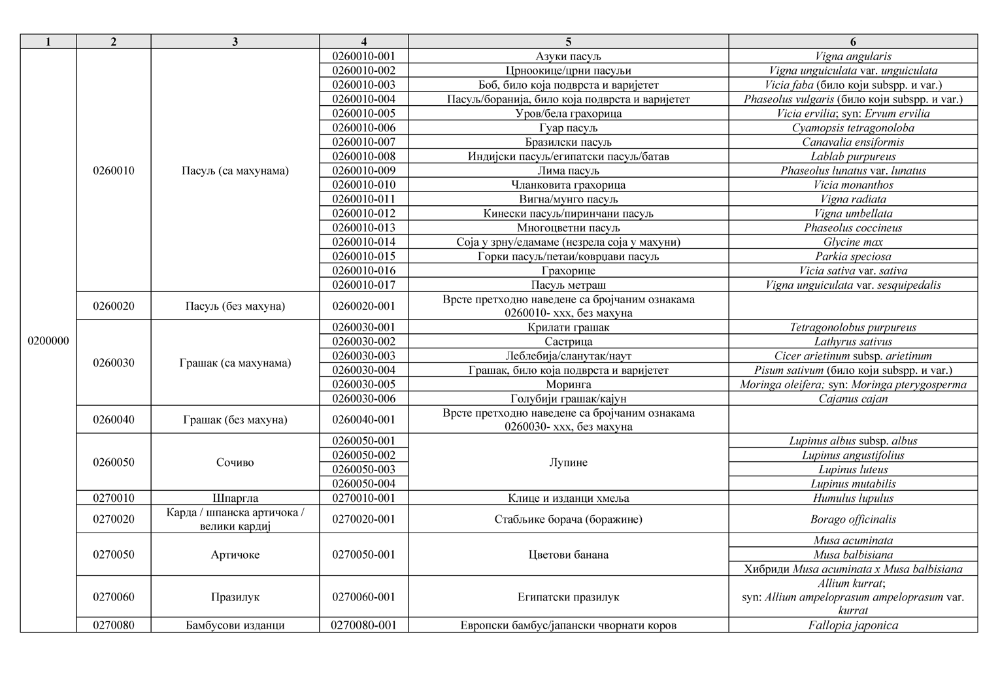 1 2 3 4 5 6
0260010-001 Азуки пасуљ Vigna angularis
0260010-002 Црноокице/црни пасуљи Vigna unguiculata var. unguiculata
0260010-003 Боб, било која подврста и варијетет Vicia faba (било који subspp. и var.)
0260010-004 Пасуљ/боранија, било која подврста и варијетет Phaseolus vulgaris (било који subspp. и var.)
0260010-005 Уров/бела грахорица Vicia ervilia; syn: Ervum ervilia
0260010-006 Гуар пасуљ Cyamopsis tetragonoloba
0260010-007 Бразилски пасуљ Canavalia ensiformis
0260010-008 Индијски пасуљ/египатски пасуљ/батав Lablab purpureus
0260010 Пасуљ (са махунама) 0260010-009 Лима пасуљ Phaseolus lunatus var. lunatus
0260010-010 Чланковита грахорица Vicia monanthos
0260010-011 Вигна/мунго пасуљ Vigna radiata
0260010-012 Кинески пасуљ/пиринчани пасуљ Vigna umbellata
0260010-013 Многоцветни пасуљ Phaseolus coccineus
0260010-014 Соја у зрну/едамаме (незрела соја у махуни) Glycine max
0260010-015 Горки пасуљ/петаи/коврџави пасуљ Parkia speciosa
0260010-016 Грахорице Vicia sativa var. sativa
0260010-017 Пасуљ метраш Vigna unguiculata var. sesquipedalis
0260020 Пасуљ (без махуна) 0260020-001 Врсте претходно наведене са бројчаним ознакама
0260010- xxx, без махуна
0260030-001 Крилати грашак Tetragonolobus purpureus
0200000 0260030-002 Састрица Lathyrus sativus
0260030-003 Леблебија/сланутак/наут Cicer arietinum subsp. arietinum
0260030 Грашак (са махунама) 0260030-004 Грашак, било која подврста и варијетет Pisum sativum (било који subspp. и var.)
0260030-005 Моринга Moringa oleifera; syn: Moringa pterygosperma
0260030-006 Голубији грашак/кајун Cajanus cajan
0260040 Грашак (без махуна) 0260040-001 Врсте претходно наведене са бројчаним ознакама
0260030- xxx, без махуна
0260050-001 Lupinus albus subsp. albus
0260050-002 Lupinus angustifolius
0260050 Сочиво Лупине
0260050-003 Lupinus luteus
0260050-004 Lupinus mutabilis
0270010 Шпаргла 0270010-001 Клице и изданци хмеља Humulus lupulus
0270020 Карда / шпанска артичока /
велики кардиј 0270020-001 Стабљике борача (боражине) Borago officinalis
Musa acuminata
0270050 Артичоке 0270050-001 Цветови банана Musa balbisiana
Хибриди Musa acuminata x Musa balbisiana
Allium kurrat;
0270060 Празилук 0270060-001 Египатски празилук syn: Allium ampeloprasum ampeloprasum var.
kurrat
0270080 Бамбусови изданци 0270080-001 Европски бамбус/јапански чворнати коров Fallopia japonica